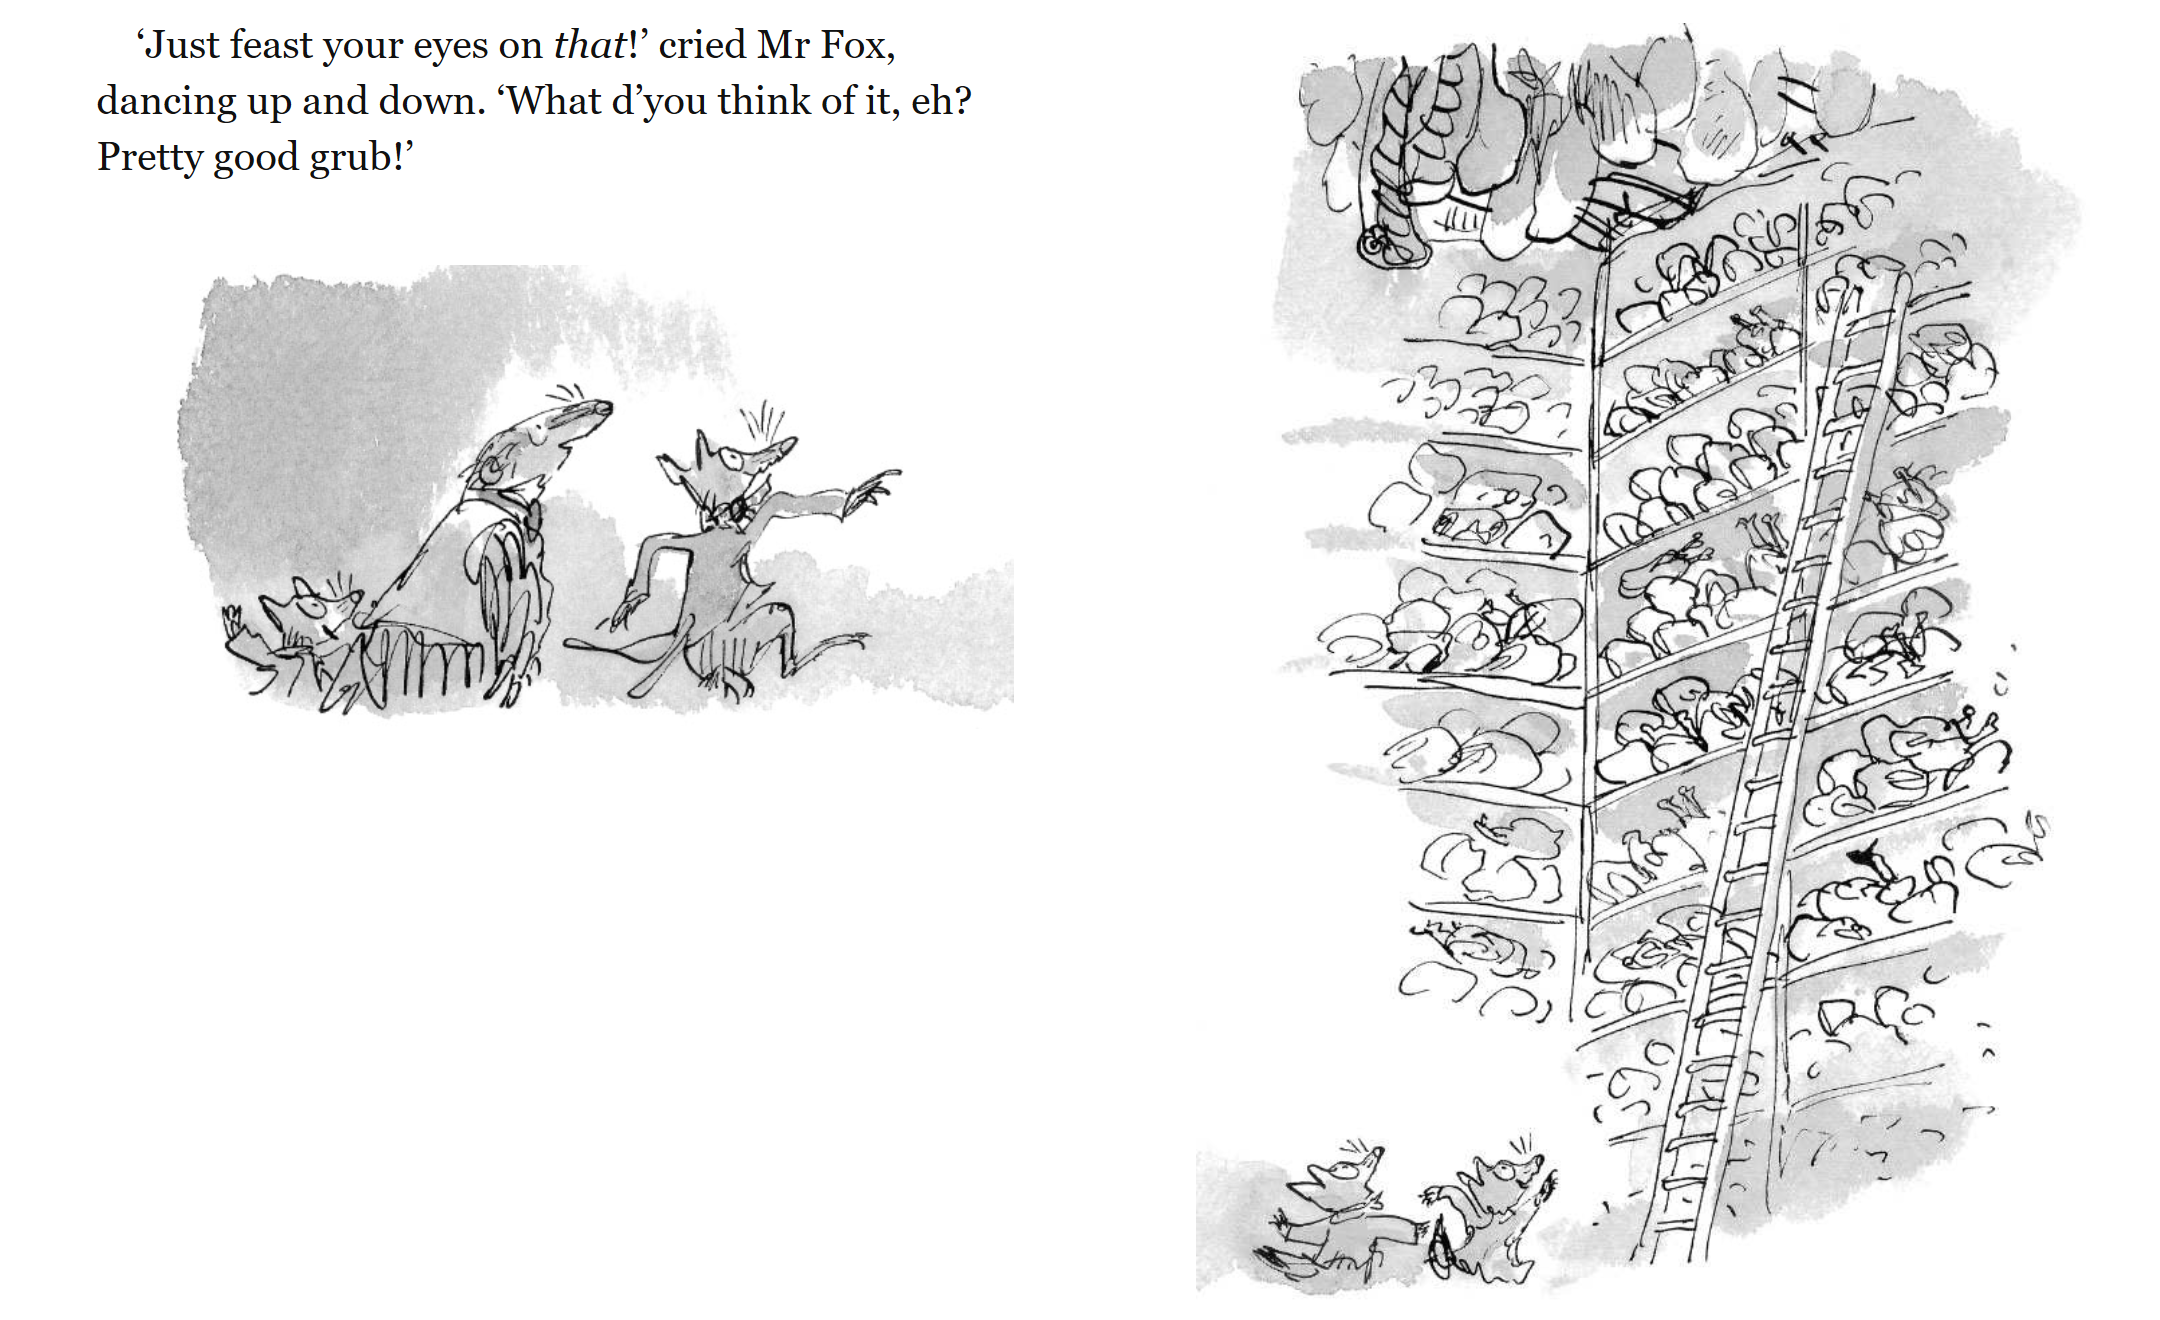 ‘Just feast your eyes on that!’ cried Mr Fox,
dancing up and down. ‘What d’you think of it, eh?
Pretty good grub!’